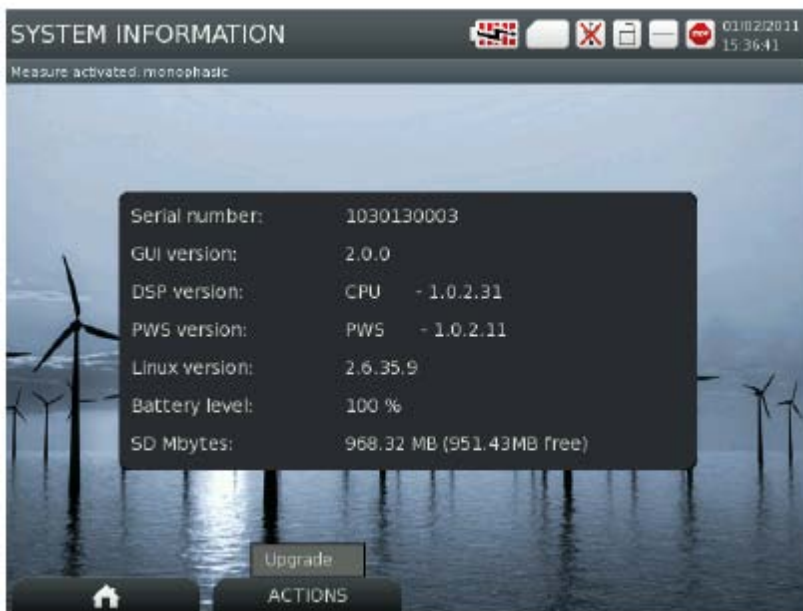 SYSTEM INFORMATION
01/02/2011
15:36:41
Measure activated: monophasic
Serial number: 1030130003
GUI version: 2.0.0
DSP version: CPU - 1.0.2.31
PWS version: PWS - 1.0.2.11
Linux version: 2.6.35.9
Battery level: 100 %
SD Mbytes: 968.32 MB (951.43MB free)
Upgrade
ACTIONS